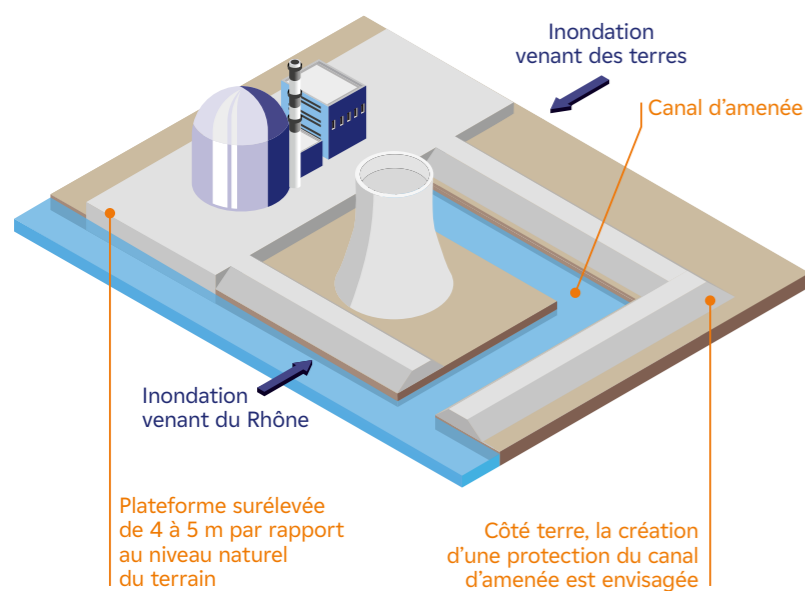 Inondation
venant des terres
Canal d’amenée
Inondation
venant du Rhône
Plateforme surélevée
de 4 à 5 m par rapport
au niveau naturel
du terrain
Côté terre, la création
d’une protection du canal
d’amenée est envisagée